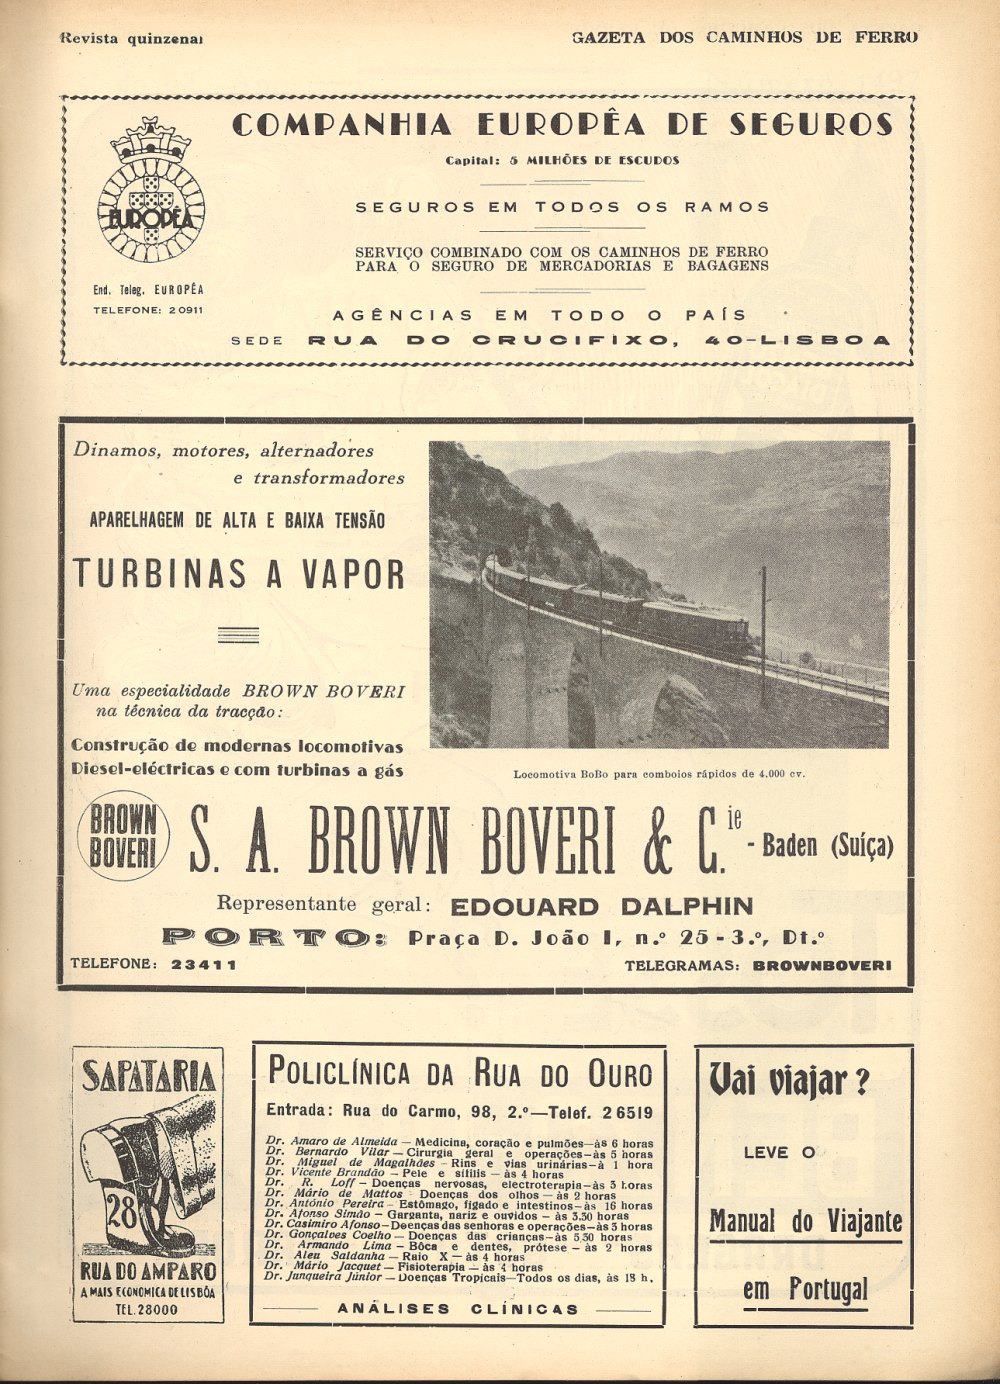 Revista quinzenal
GAZETA DOS CAMINHOS DE FERRO
COMPANHIA EUROPÊA DE SEGUROS
Capital: 5 MILHÕES DE ESCUDOS
SEGUROS EM TODOS OS RAMOS
SERVIÇO COMBINADO COM OS CAMINHOS DE FERRO
PARA O SEGURO DE MERCADORIAS E BAGAGENS
EUROPÊA
End. Teleg. EUROPÊA
TELEFONE: 20911
AGÊNCIAS EM TODO O PAÍS
SEDE RUA DO CRUCIFIXO, 40-LISBOA
Dinamos, motores, alternadores
e transformadores
APARELHAGEM DE ALTA E BAIXA TENSÃO
TURBINAS A VAPOR
Uma especialidade BROWN BOVERI
na técnica da tracção:
Construção de modernas locomotivas
Diesel-eléctricas e com turbinas a gás
Locomotiva BoBo para comboios rápidos de 4.000 cv.
BROWN
BOVERI
S. A. BROWN BOVERI & C.ie - Baden (Suíça)
Representante geral: EDOUARD DALPHIN
PORTO: Praça D. João I, n.º 25 - 3.º, Dt.º
TELEFONE: 23411
TELEGRAMAS: BROWNBOVERI
SAPATARIA
28
RUA DO AMPARO
A MAIS ECONOMICA DE LISBÔA
TEL. 28000
POLICLÍNICA DA RUA DO OURO
Entrada: Rua do Carmo, 98, 2.º—Telef. 26519
Dr. Amaro de Almeida — Medicina, coração e pulmões—às 6 horas
Dr. Bernardo Vilar — Cirurgia geral e operações—às 5 horas
Dr. Miguel de Magalhães - Rins e vias urinárias—à 1 hora
Dr. Vicente Brandão — Pele e sífilis — às 4 horas
Dr. R. Loff — Doenças nervosas, electroterapia—às 3 horas
Dr. Mário de Mattos - Doenças dos olhos — às 2 horas
Dr. António Pereira — Estômago, fígado e intestinos—às 16 horas
Dr. Afonso Simão — Garganta, nariz e ouvidos — às 3,30 horas
Dr. Casimiro Afonso—Doenças das senhoras e operações—às 3 horas
Dr. Gonçalves Coelho — Doenças das crianças—às 5,30 horas
Dr. Armando Lima — Bôca e dentes, prótese — às 2 horas
Dr. Aleu Saldanha — Raio X — às 4 horas
Dr. Mário Jacquet — Fisioterapia — às 4 horas
Dr. Junqueira Júnior — Doenças Tropicais—Todos os dias, às 18 h.
ANÁLISES CLÍNICAS
Vai viajar?
LEVE O
Manual do Viajante
em Portugal